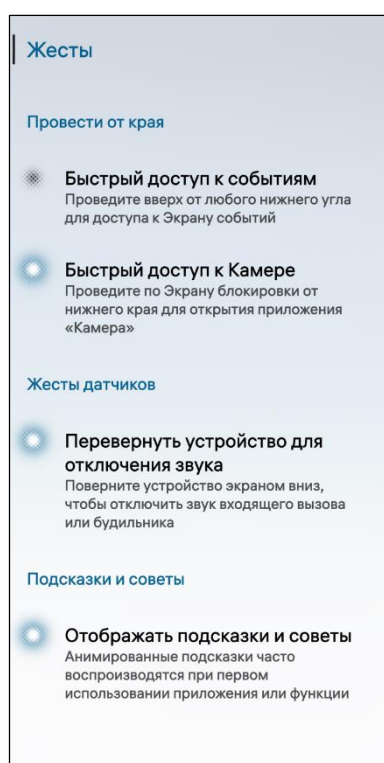 Жесты
Провести от края
Быстрый доступ к событиям
Проведите вверх от любого нижнего угла
для доступа к Экрану событий
Быстрый доступ к Камере
Проведите по Экрану блокировки от
нижнего края для открытия приложения
«Камера»
Жесты датчиков
Перевернуть устройство для
отключения звука
Поверните устройство экраном вниз,
чтобы отключить звук входящего вызова
или будильника
Подсказки и советы
Отображать подсказки и советы
Анимированные подсказки часто
воспроизводятся при первом
использовании приложения или функции